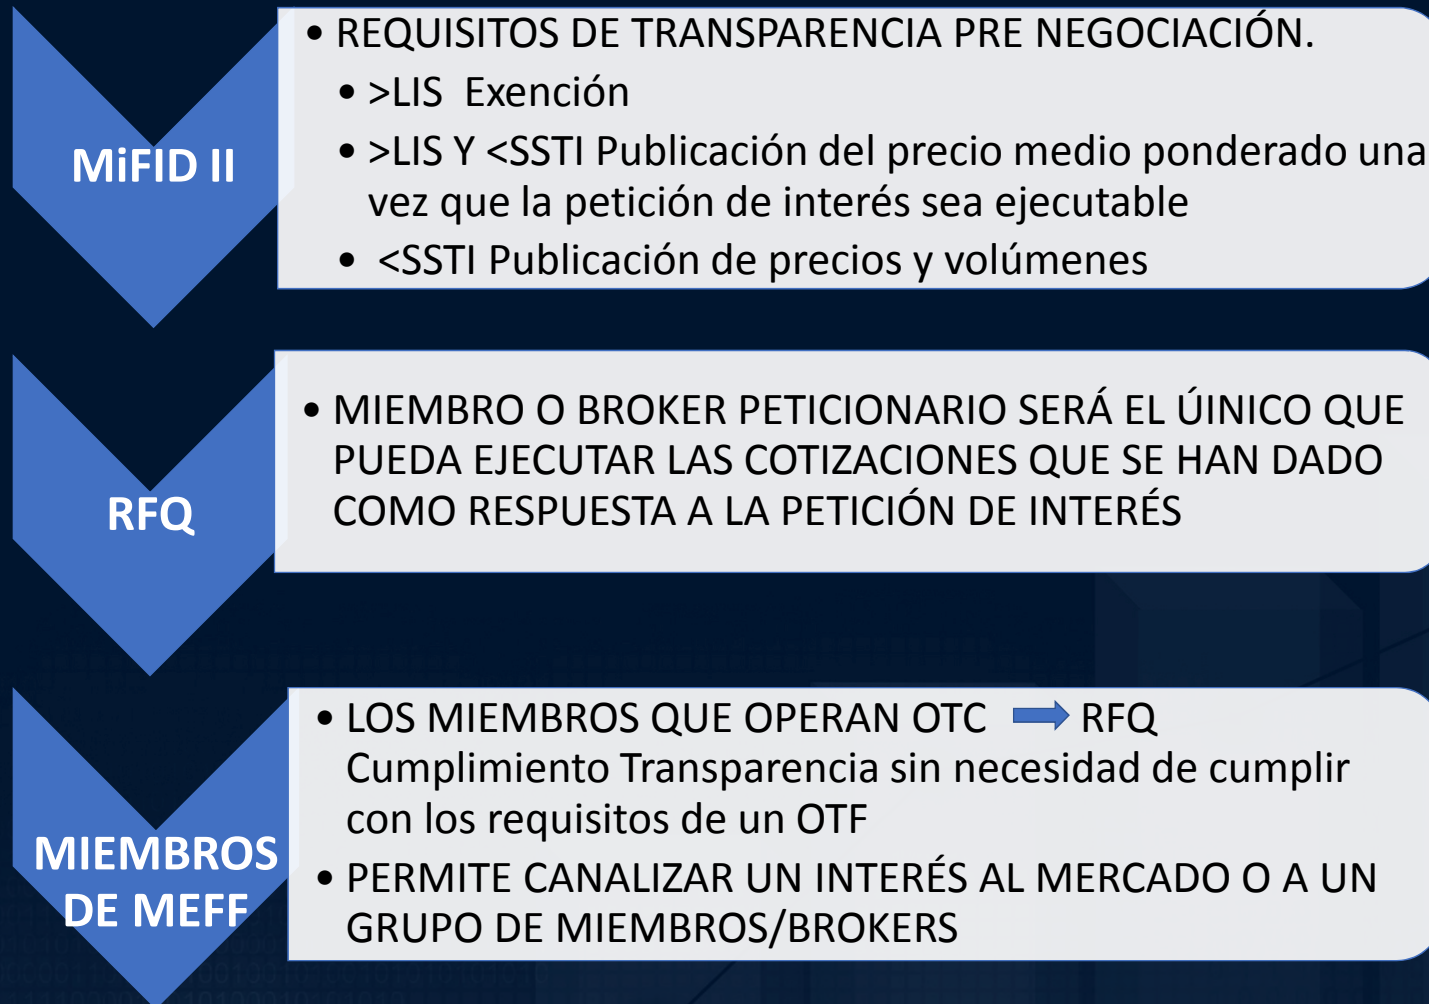 MiFID II
• REQUISITOS DE TRANSPARENCIA PRE NEGOCIACIÓN.
• >LIS Exención
• >LIS Y <SSTI Publicación del precio medio ponderado una
vez que la petición de interés sea ejecutable
• <SSTI Publicación de precios y volúmenes
RFQ
• MIEMBRO O BROKER PETICIONARIO SERÁ EL ÚINICO QUE
PUEDA EJECUTAR LAS COTIZACIONES QUE SE HAN DADO
COMO RESPUESTA A LA PETICIÓN DE INTERÉS
MIEMBROS
DE MEFF
• LOS MIEMBROS QUE OPERAN OTC ➡ RFQ
Cumplimiento Transparencia sin necesidad de cumplir
con los requisitos de un OTF
• PERMITE CANALIZAR UN INTERÉS AL MERCADO O A UN
GRUPO DE MIEMBROS/BROKERS